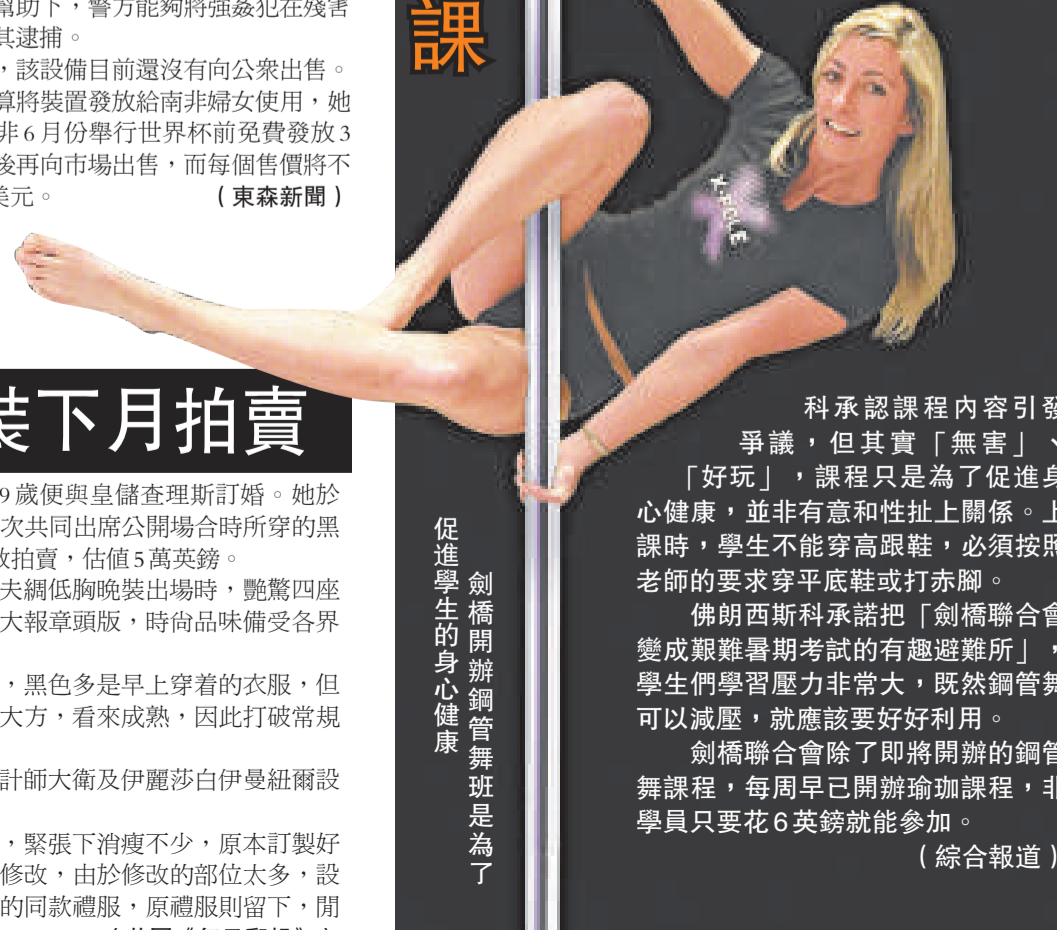 幫助下，警方能夠將強姦犯在殘害
其逮捕。
，該設備目前還沒有向公衆出售。
算將裝置發放給南非婦女使用，她
非6月份舉行世界杯前免費發放3
後再向市場出售，而每個售價將不
美元。（東森新聞）
裝下月拍賣
9歲便與皇儲查理斯訂婚。她於
次共同出席公開場合時所穿的黑
放拍賣，估值5萬英鎊。
夫綢低胸晚裝出場時，艷驚四座
大報章頭版，時尚品味備受各界
，黑色多是早上穿着的衣服，但
大方，看來成熟，因此打破常規
計師大衛及伊麗莎白伊曼紐爾設
，緊張下消瘦不少，原本訂製好
修改，由於修改的部位太多，設
的同款禮服，原禮服則留下，閒
課
X-POLE
劍橋開辦鋼管舞班是為了
促進學生的身心健康
科承認課程內容引發
爭議，但其實「無害」、
「好玩」，課程只是為了促進身
心健康，並非有意和性扯上關係。上
課時，學生不能穿高跟鞋，必須按照
老師的要求穿平底鞋或打赤腳。
佛朗西斯科承諾把「劍橋聯合會
變成艱難暑期考試的有趣避難所」，
學生們學習壓力非常大，既然鋼管舞
可以減壓，就應該要好好利用。
劍橋聯合會除了即將開辦的鋼管
舞課程，每周早已開辦瑜珈課程，非
學員只要花6英鎊就能參加。
（綜合報道）